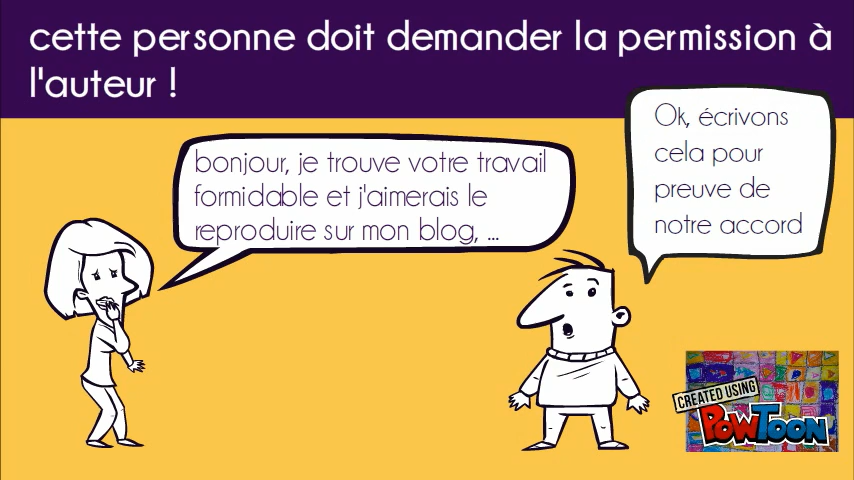 cette personne doit demander la permission à
l'auteur !
bonjour, je trouve votre travail
formidable et j'aimerais le
reproduire sur mon blog, ...
Ok, écrivons
cela pour
preuve de
notre accord
CREATED USING
POWTOON